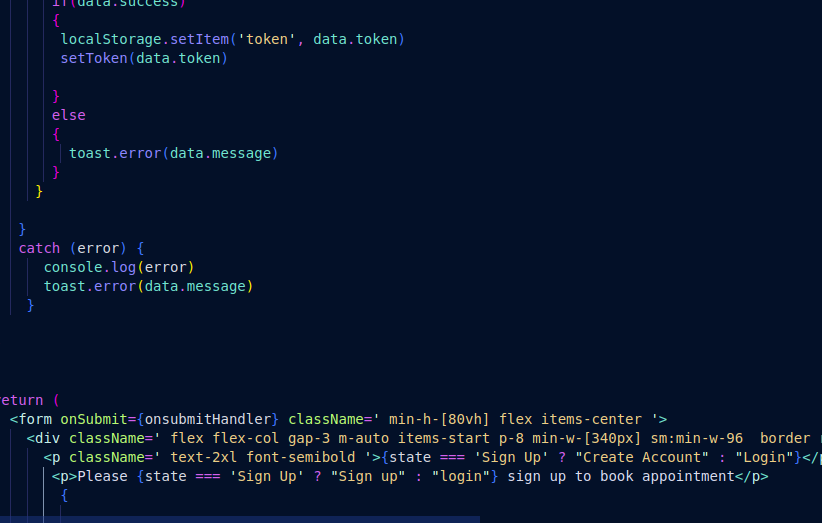 if(data.success)
{
localStorage.setItem('token', data.token)
setToken(data.token)
}
else
{
toast.error(data.message)
}
}
}
catch (error) {
console.log(error)
toast.error(data.message)
}
return (
<form onSubmit={onsubmitHandler} className=' min-h-[80vh] flex items-center '>
<div className=' flex flex-col gap-3 m-auto items-start p-8 min-w-[340px] sm:min-w-96  border
<p className=' text-2xl font-semibold '>{state === 'Sign Up' ? "Create Account" : "Login"}</p
<p>Please {state === 'Sign Up' ? "Sign up" : "login"} sign up to book appointment</p>
{